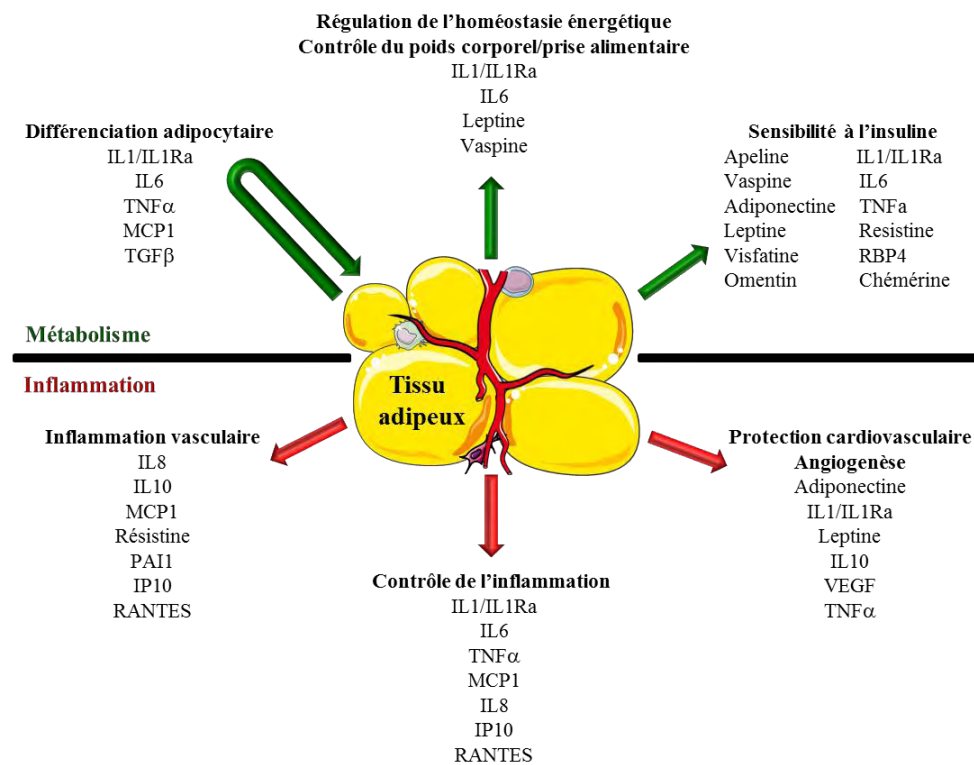 Régulation de l’homéostasie énergétique
Contrôle du poids corporel/prise alimentaire
IL1/IL1Ra
IL6
Leptine
Vaspine
Différenciation adipocytaire
IL1/IL1Ra
IL6
TNFα
MCP1
TGFβ
Sensibilité à l’insuline
Apeline IL1/IL1Ra
Vaspine IL6
Adiponectine TNFa
Leptine Resistine
Visfatine RBP4
Omentin Chémérine
Métabolisme
Inflammation
Tissu
adipeux
Inflammation vasculaire
IL8
IL10
MCP1
Résistine
PAI1
IP10
RANTES
Contrôle de l’inflammation
IL1/IL1Ra
IL6
TNFα
MCP1
IL8
IP10
RANTES
Protection cardiovasculaire
Angiogenèse
Adiponectine
IL1/IL1Ra
Leptine
IL10
VEGF
TNFα